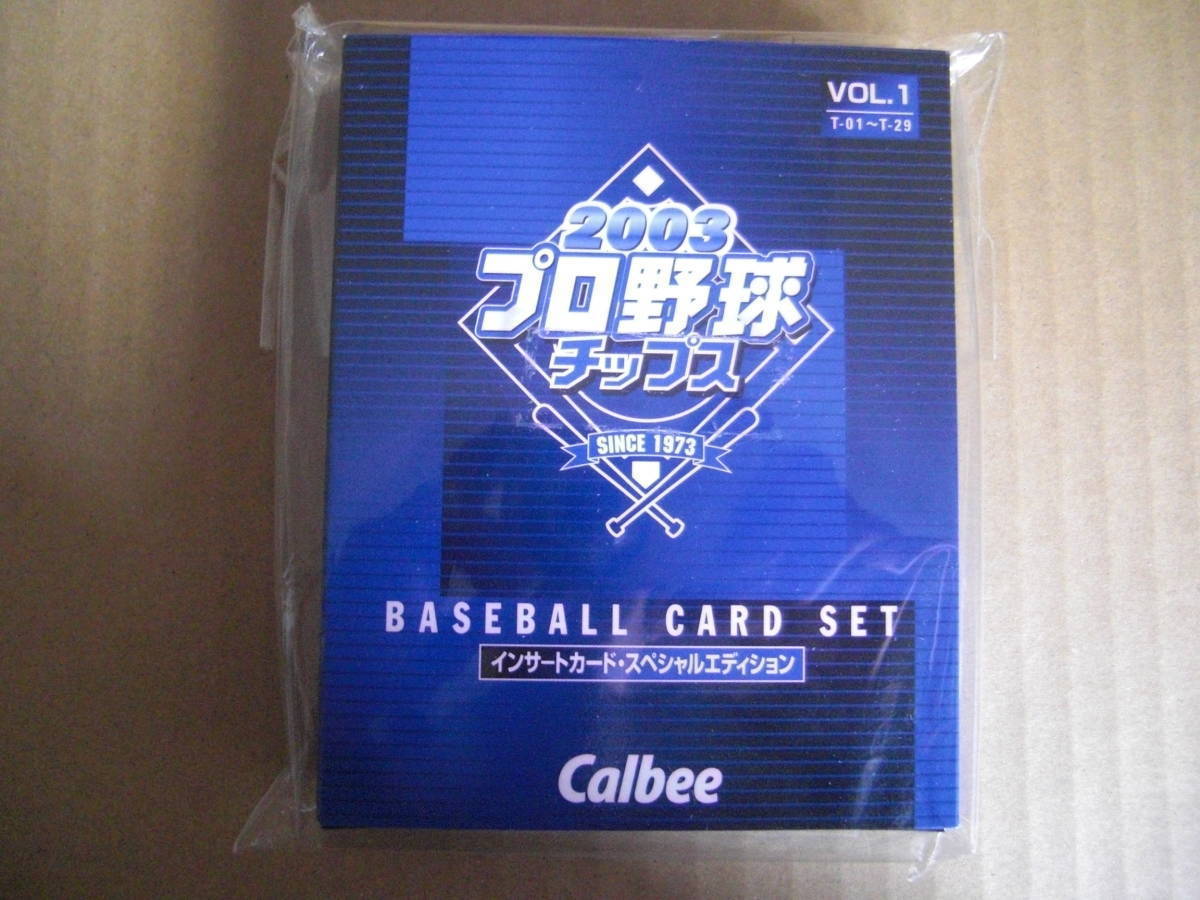 VOL.1
T-01〜T-29
2003
プロ野球
チップス
SINCE 1973
BASEBALL CARD SET
インサートカード・スペシャルエディション
Calbee